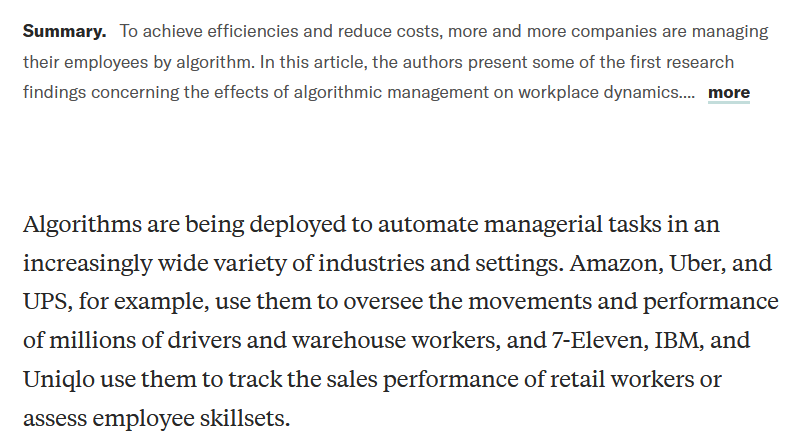 Summary. To achieve efficiencies and reduce costs, more and more companies are managing
their employees by algorithm. In this article, the authors present some of the first research
findings concerning the effects of algorithmic management on workplace dynamics.... more
Algorithms are being deployed to automate managerial tasks in an
increasingly wide variety of industries and settings. Amazon, Uber, and
UPS, for example, use them to oversee the movements and performance
of millions of drivers and warehouse workers, and 7-Eleven, IBM, and
Uniqlo use them to track the sales performance of retail workers or
assess employee skillsets.